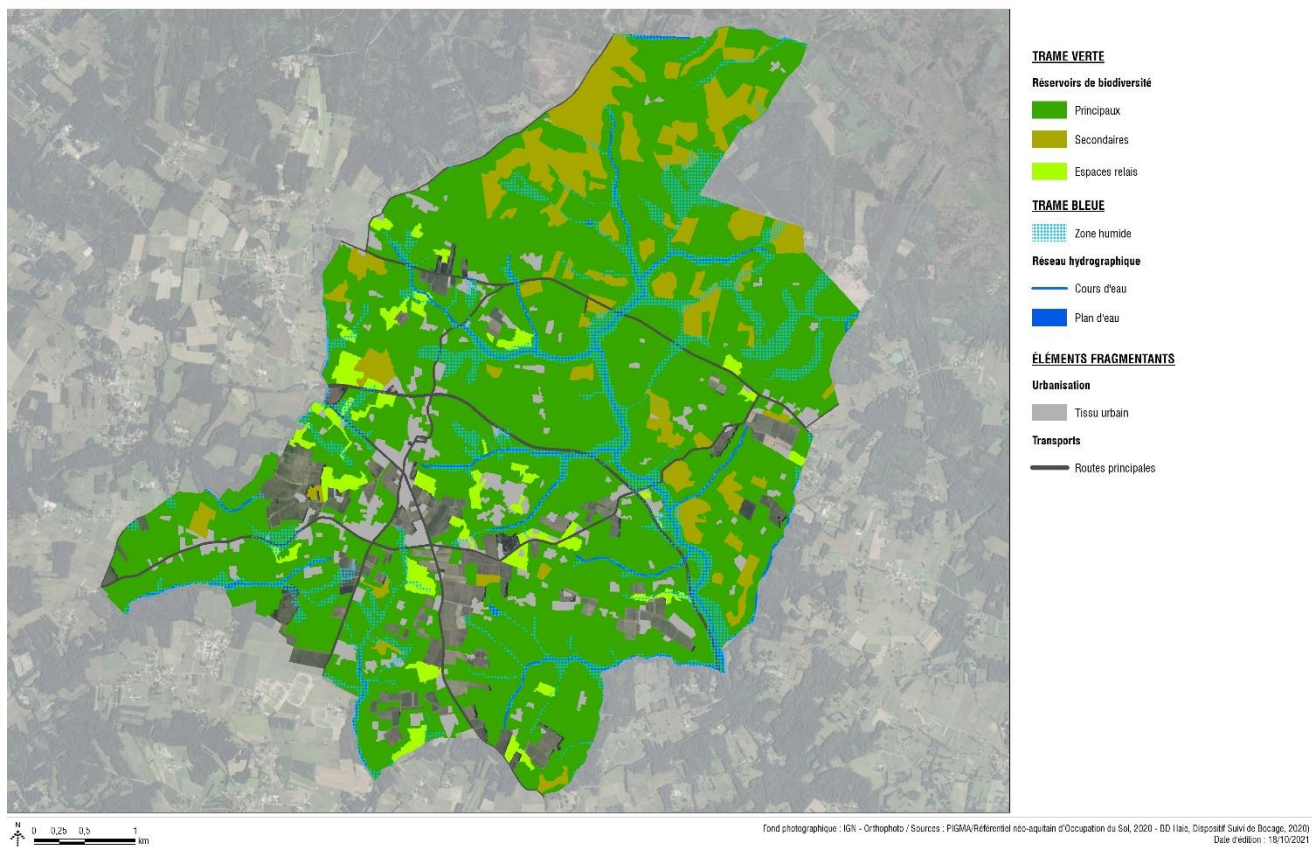 TRAME VERTE
Réservoirs de biodiversité
Principaux
Secondaires
Espaces relais
TRAME BLEUE
Zone humide
Réseau hydrographique
Cours d'eau
Plan d'eau
ÉLÉMENTS FRAGMENTANTS
Urbanisation
Tissu urbain
Transports
Routes principales
N
0 0,25 0,5 1
km
Fond photographique : IGN - Orthophoto / Sources : PIGMA/Référentiel néo-aquitain d'Occupation du Sol, 2020 - BD Haie, Dispositif Suivi de Bocage, 2020)
Date d'édition : 18/10/2021